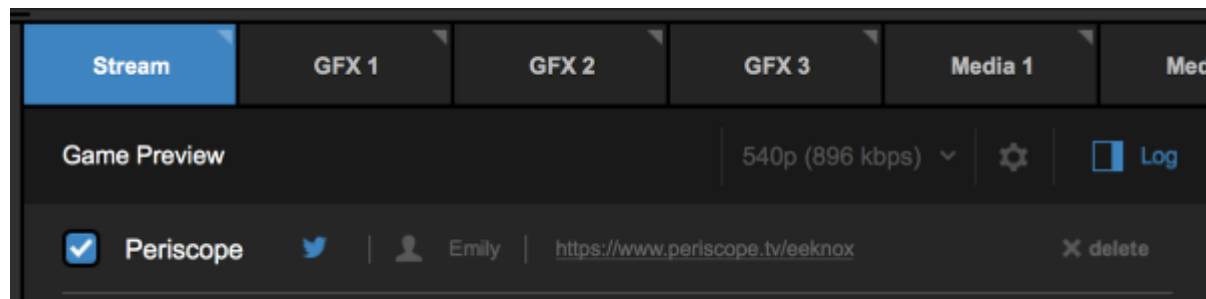 Stream GFX 1 GFX 2 GFX 3 Media 1 Med
Game Preview 540p (896 kbps) Log
Periscope Emily https://www.periscope.tv/eeknox delete